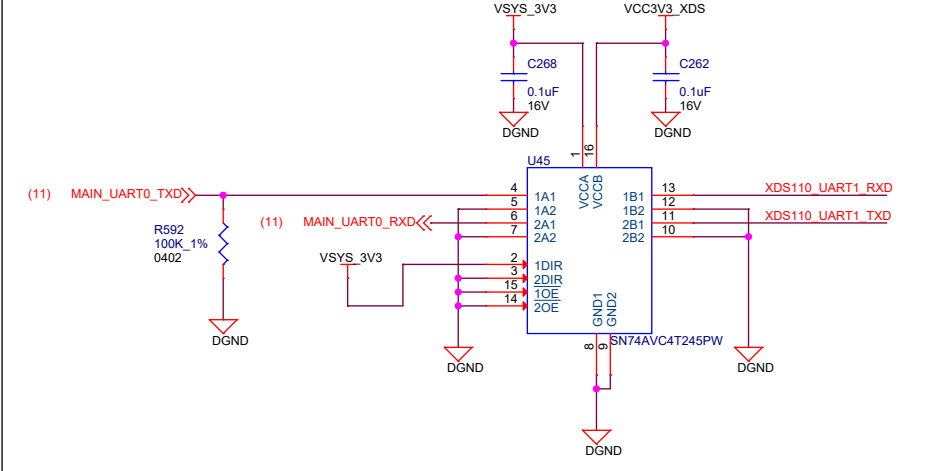 VSYS_3V3
VCC3V3_XDS
C268
0.1uF
16V
DGND
C262
0.1uF
16V
DGND
U45
1
16
VCCA
VCCB
(11) MAIN_UART0_TXD
4 1A1
5 1A2
6 2A1
7 2A2
2 1DIR
3 2DIR
15 1OE
14 2OE
1B1 13 XDS110_UART1_RXD
1B2 12
2B1 11 XDS110_UART1_TXD
2B2 10
(11) MAIN_UART0_RXD
R592
100K_1%
0402
VSYS_3V3
GND1
GND2
8
9
SN74AVC4T245PW
DGND
DGND
DGND
DGND